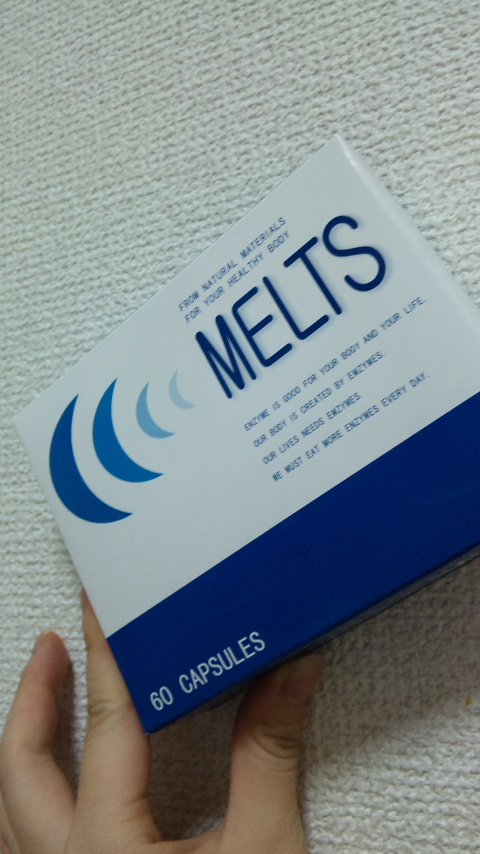 FROM NATURAL MATERIALS
FOR YOUR HEALTHY BODY
MELTS
ENZYME IS GOOD FOR YOUR BODY AND YOUR LIFE.
OUR BODY IS CREATED BY ENZYMES.
OUR LIVES NEEDS ENZYMES.
WE MUST EAT MORE ENZYMES EVERY DAY.
60 CAPSULES